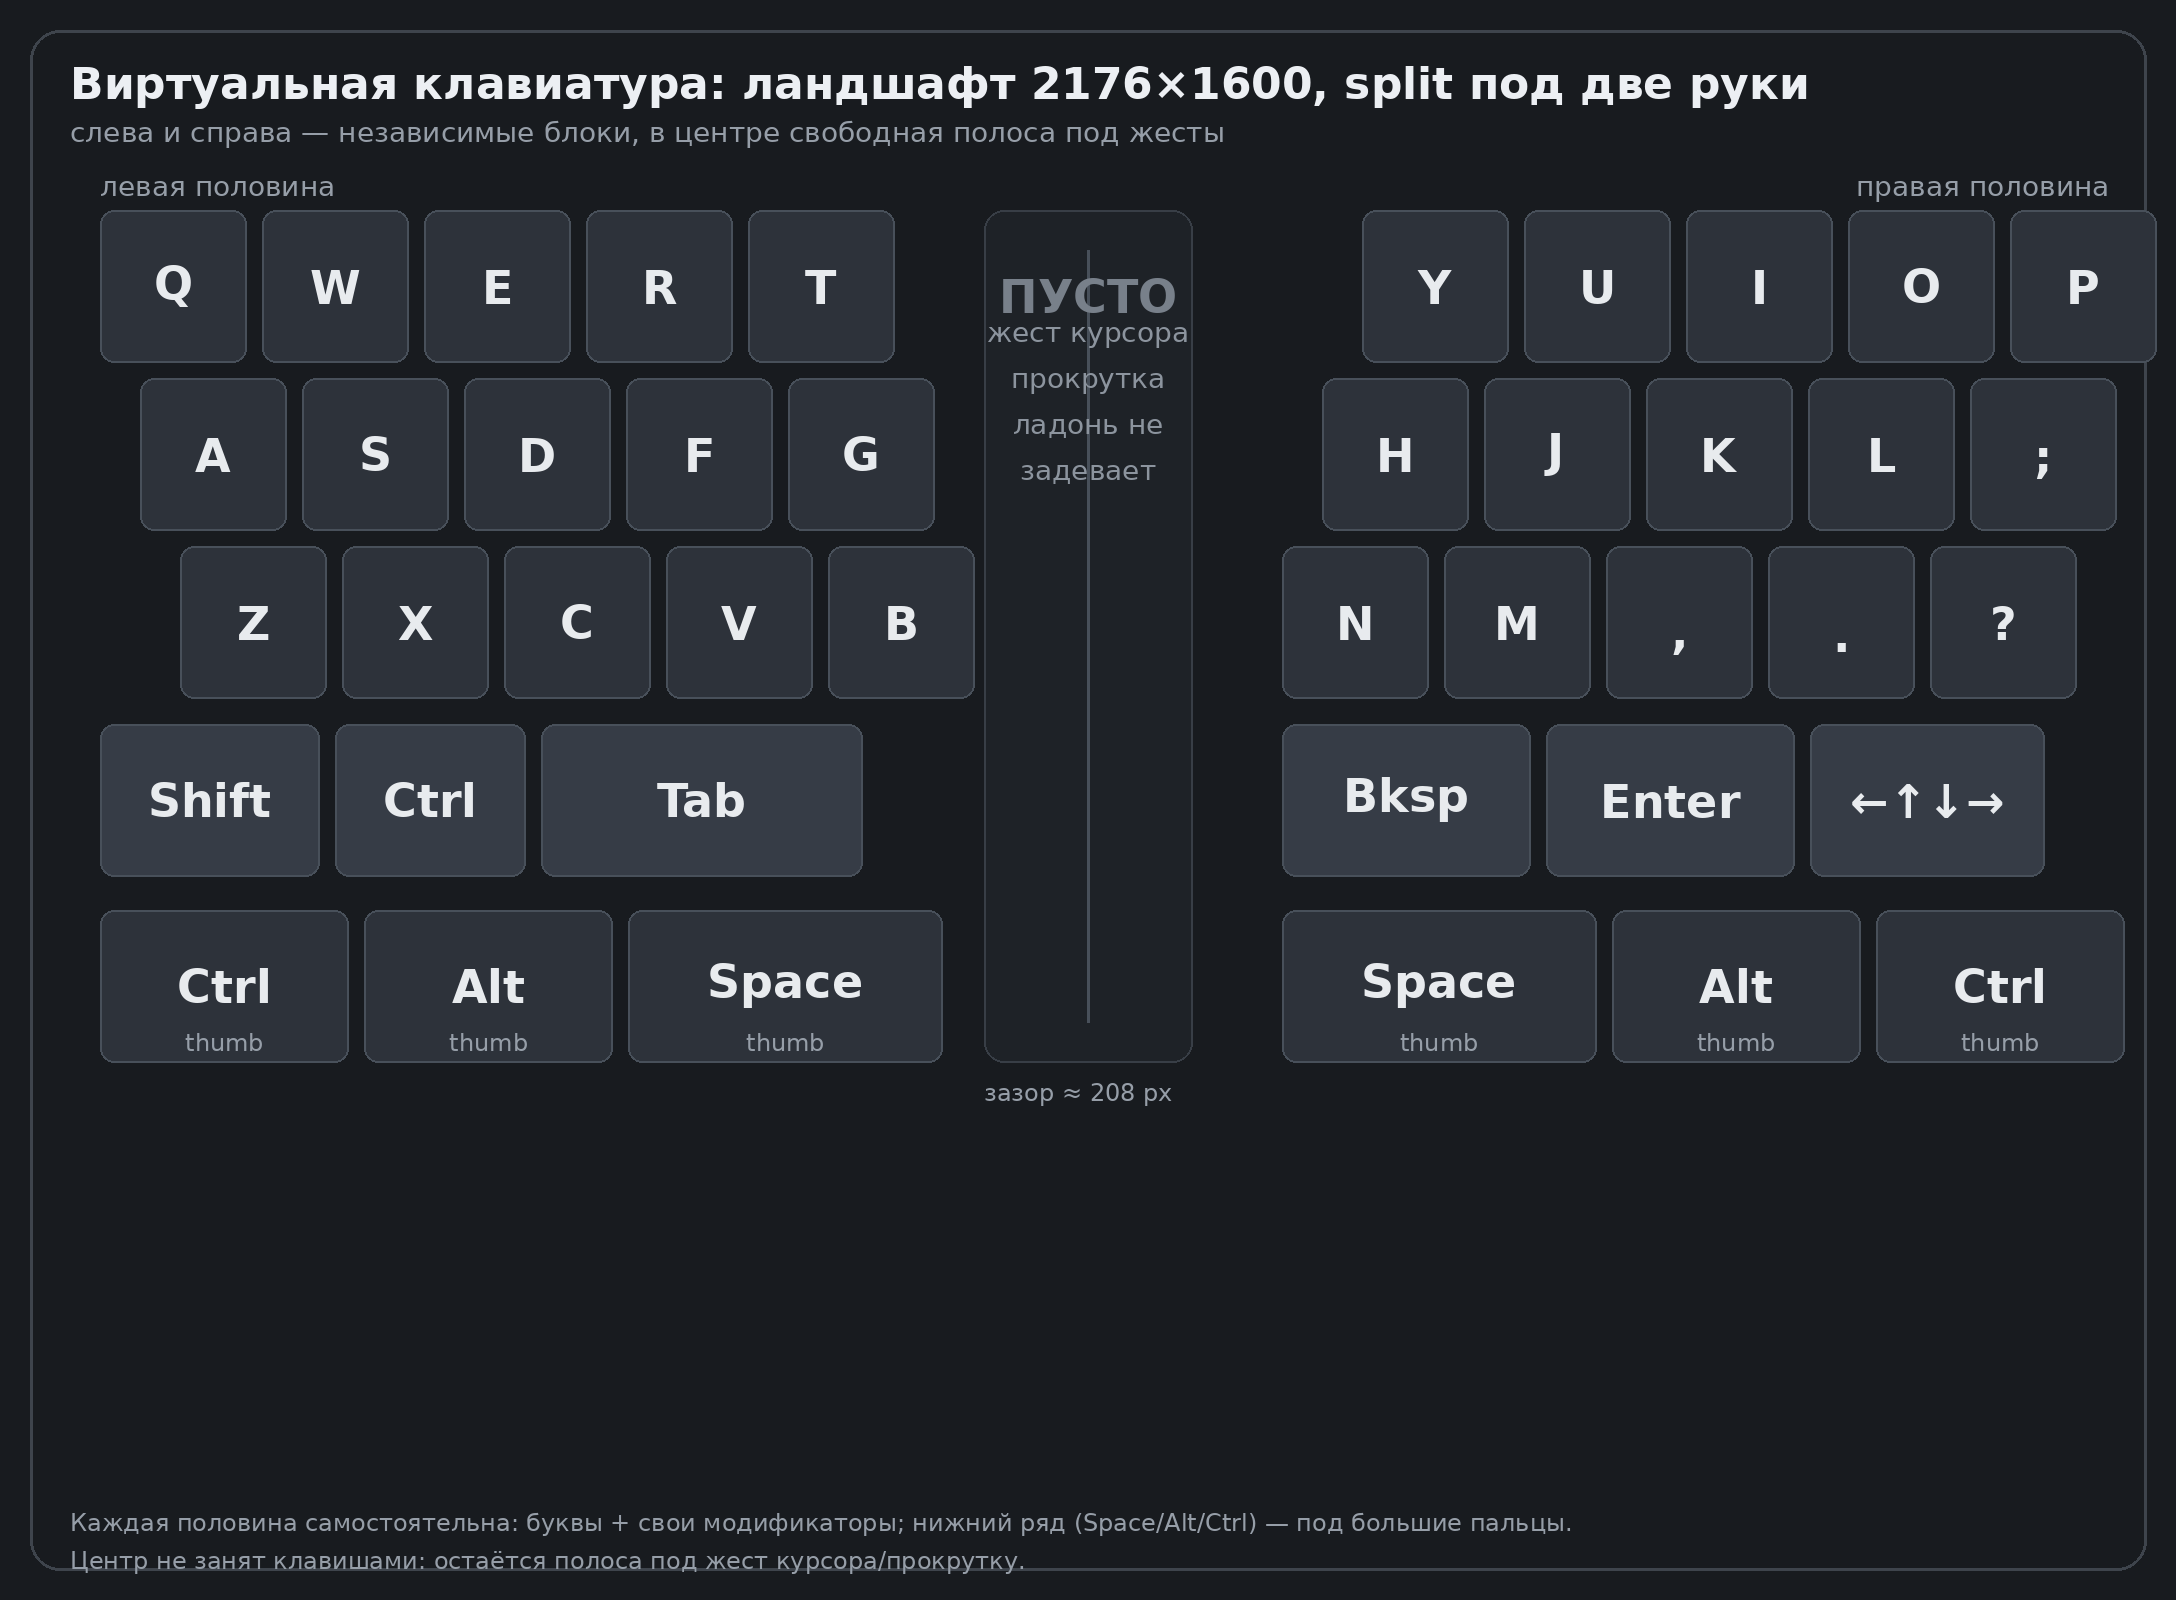 Виртуальная клавиатура: ландшафт 2176×1600, split под две руки
слева и справа — независимые блоки, в центре свободная полоса под жесты
левая половина
правая половина
Q W E R T
Y U I O P
ПУСТО
жест курсора
прокрутка
ладонь не
задевает
A S D F G
H J K L ;
Z X C V B
N M , . ?
Shift Ctrl Tab
Bksp Enter ←↑↓→
Ctrl Alt Space
thumb thumb thumb
Space Alt Ctrl
thumb thumb thumb
зазор ≈ 208 px
Каждая половина самостоятельна: буквы + свои модификаторы; нижний ряд (Space/Alt/Ctrl) — под большие пальцы.
Центр не занят клавишами: остаётся полоса под жест курсора/прокрутку.